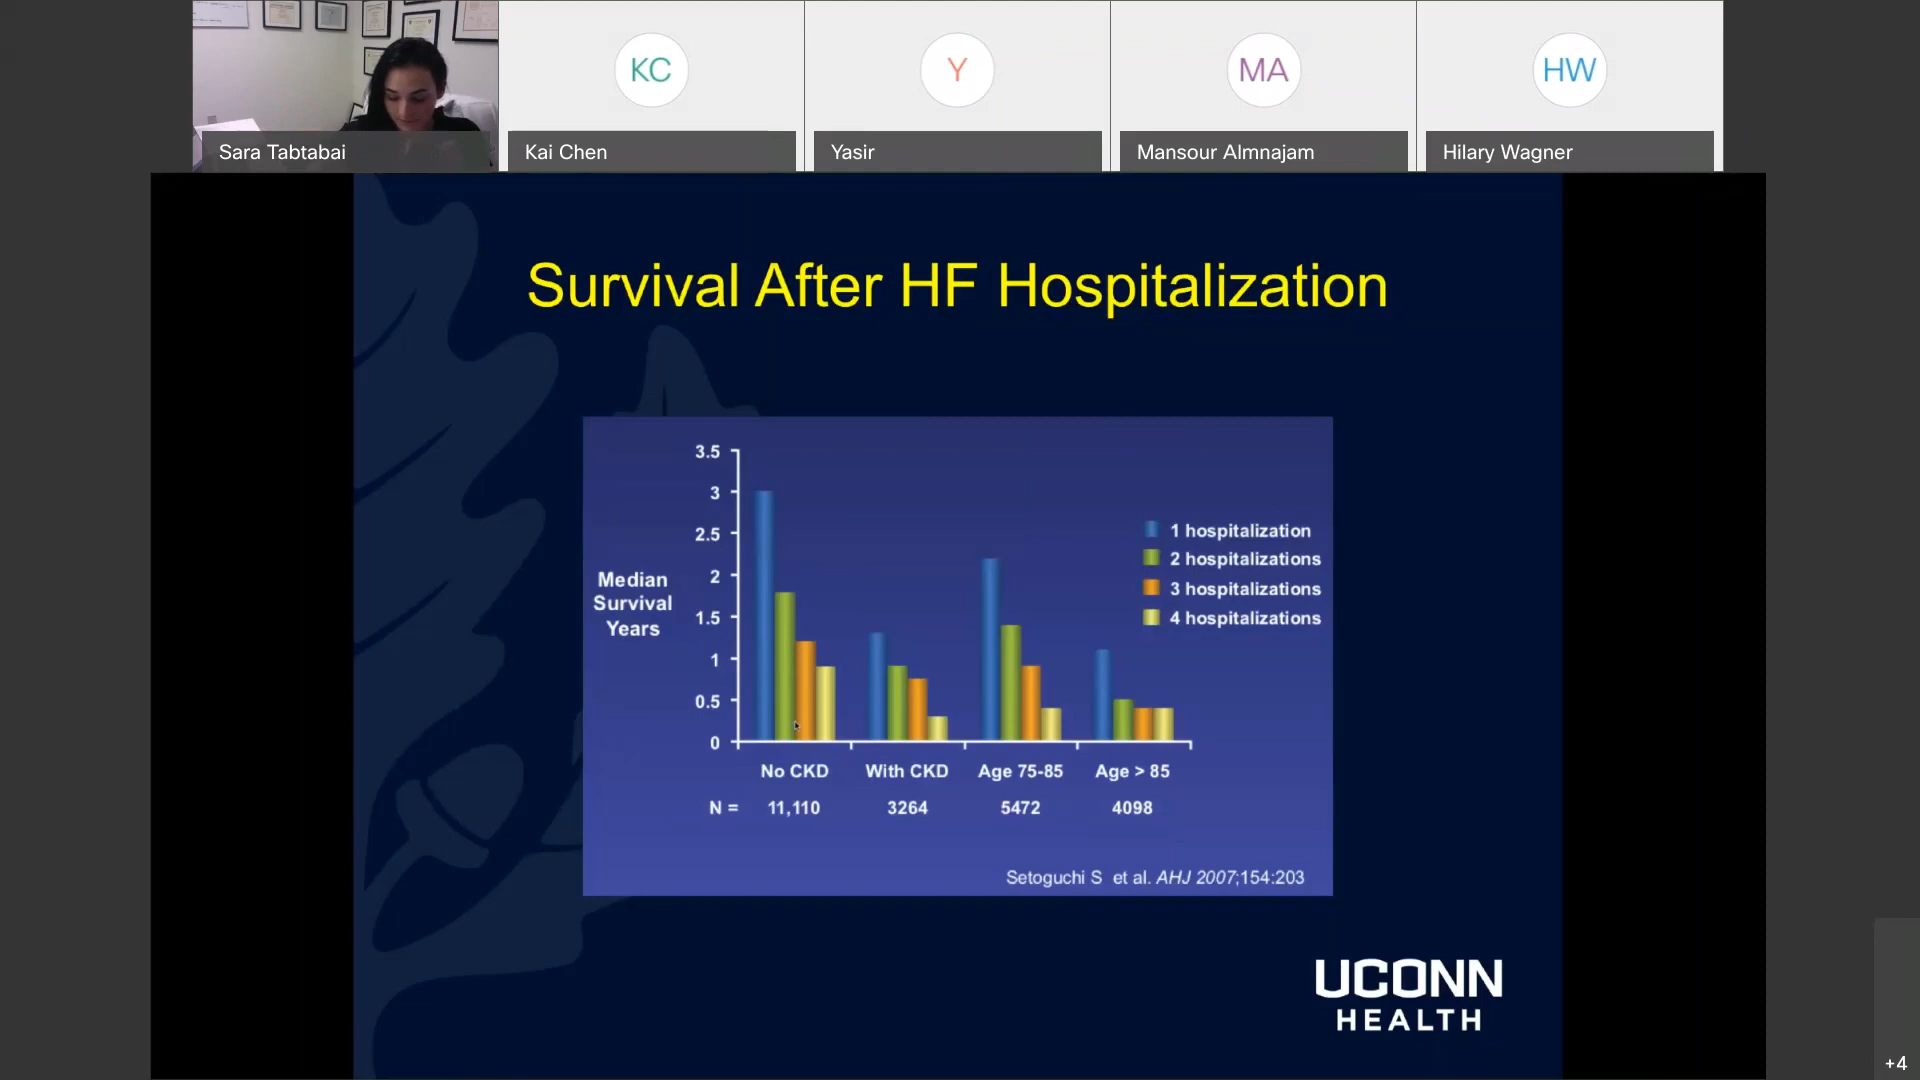 Sara Tabtabai
KC
Kai Chen
Y
Yasir
MA
Mansour Almnajam
HW
Hilary Wagner
Survival After HF Hospitalization
Median
Survival
Years
3.5
3
2.5
2
1.5
1
0.5
0
1 hospitalization
2 hospitalizations
3 hospitalizations
4 hospitalizations
No CKD With CKD Age 75-85 Age > 85
N = 11,110 3264 5472 4098
Setoguchi S et al. AHJ 2007;154:203
UCONN
HEALTH
+4